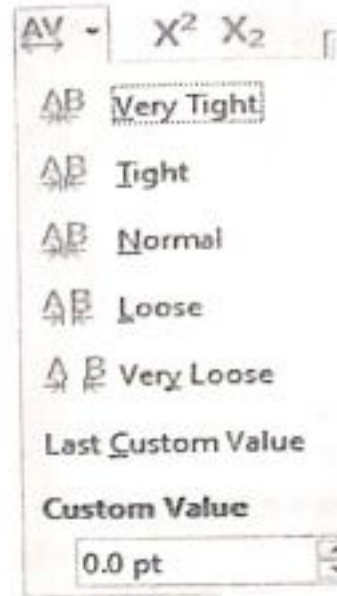 AV X² X₂
AB Very Tight
AB Tight
AB Normal
AB Loose
A B Very Loose
Last Custom Value
Custom Value
0.0 pt